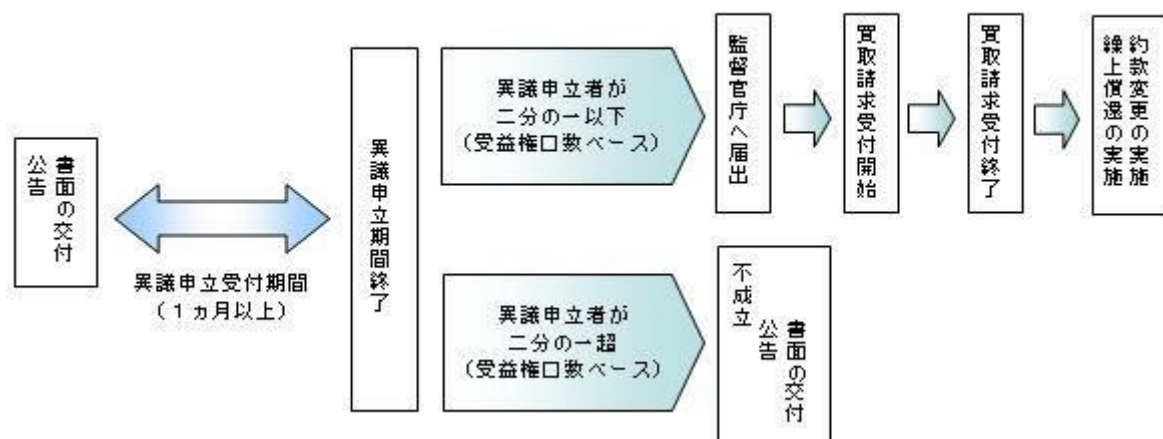 書面の交付
公告
異議申立受付期間
（１ヵ月以上）
異議申立期間終了
異議申立者が
二分の一以下
（受益権口数ベース）
監督官庁へ届出
買取請求受付開始
買取請求受付終了
約款変更の実施
繰上償還の実施
異議申立者が
二分の一超
（受益権口数ベース）
不成立
書面の交付
公告